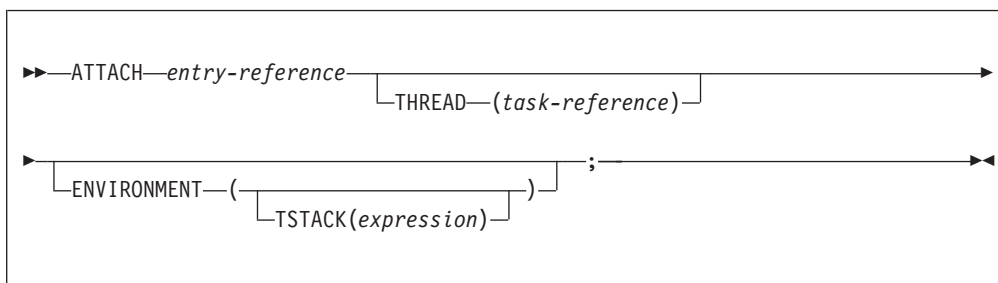 ATTACH entry-reference
THREAD (task-reference)
;
ENVIRONMENT ( )
TSTACK(expression)